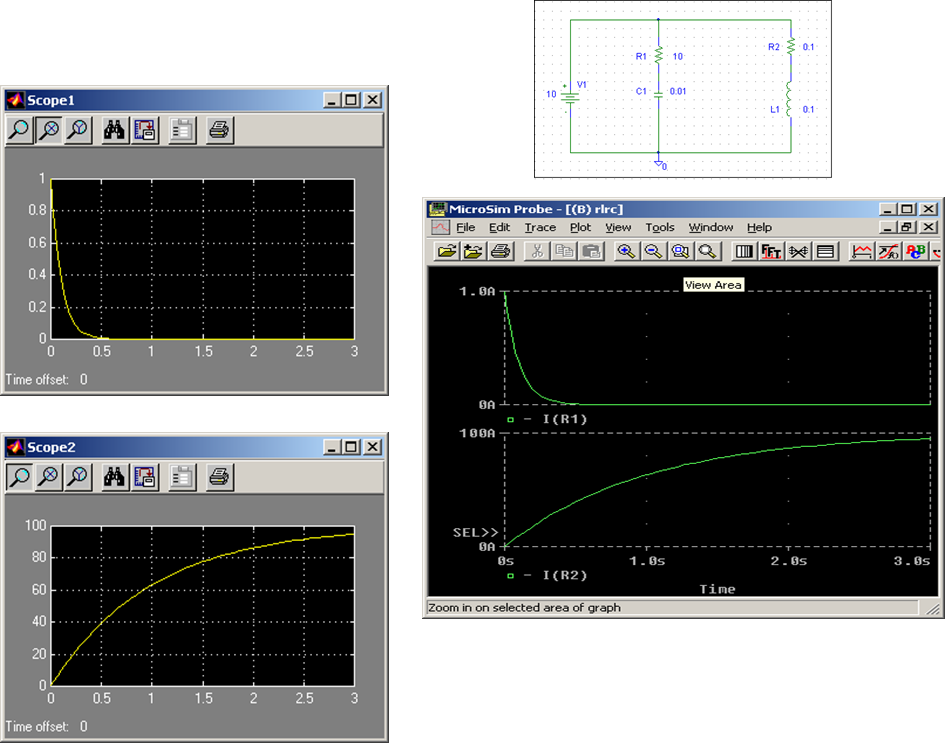 R1 10
C1 0.01
R2 0.1
L1 0.1
10 V1
+
-
0
Scope1
1
0.8
0.6
0.4
0.2
0
0 0.5 1 1.5 2 2.5 3
Time offset: 0
Scope2
100
80
60
40
20
0
0 0.5 1 1.5 2 2.5 3
Time offset: 0
MicroSim Probe - [(B) rlrc]
File Edit Trace Plot View Tools Window Help
FFT
View Area
1.0A
0A
- I(R1)
100A
SEL>>
0A
0s 1.0s 2.0s 3.0s
- I(R2)
Time
Zoom in on selected area of graph